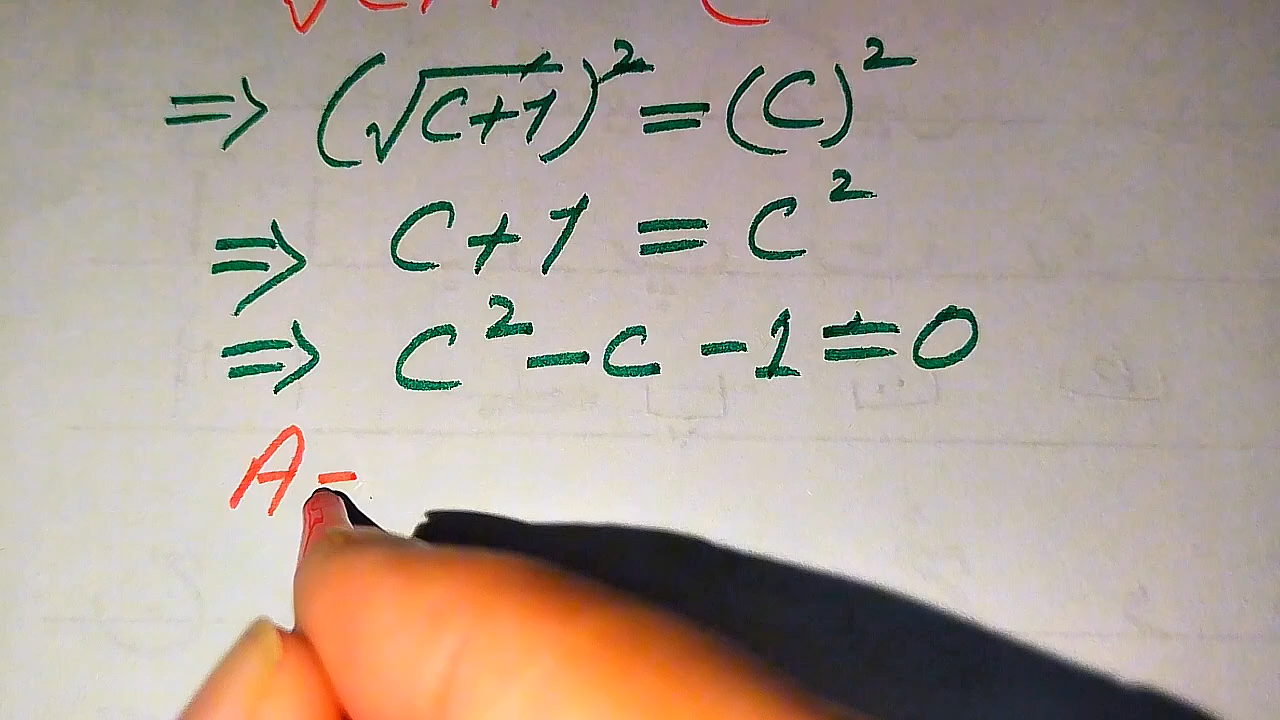 => (√c+1)² = (c)²
=> c+1 = c²
=> c² - c - 1 = 0
A -